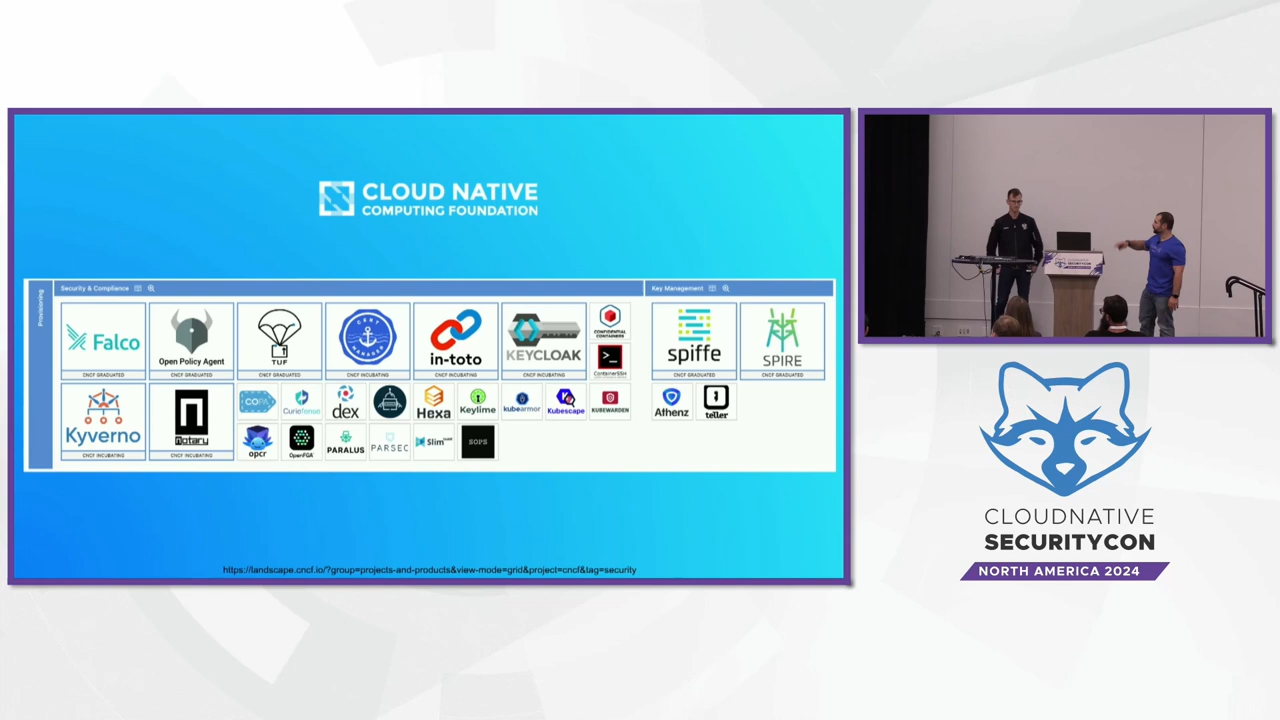 CLOUD NATIVE
COMPUTING FOUNDATION
Provisioning
Security & Compliance
Key Management
Falco
CNCF GRADUATED
Open Policy Agent
CNCF GRADUATED
TUF
CNCF GRADUATED
CERT
MANAGER
CNCF INCUBATING
in-toto
CNCF INCUBATING
KEYCLOAK
CNCF INCUBATING
CONFIDENTIAL
CONTAINERS
ContainerSSH
spiffe
CNCF GRADUATED
SPIRE
CNCF GRADUATED
Kyverno
CNCF INCUBATING
Notary
CNCF INCUBATING
COPA
Curiefense
dex
Hexa
Keylime
kubearmor
Kubescape
KUBEWARDEN
Athenz
teller
opcr
OpenFGA
PARALUS
PARSEC
Slim
SOPS
https://landscape.cncf.io/?group=projects-and-products&view-mode=grid&project=cncf&tag=security
CLOUDNATIVE
SECURITYCON
NORTH AMERICA 2024